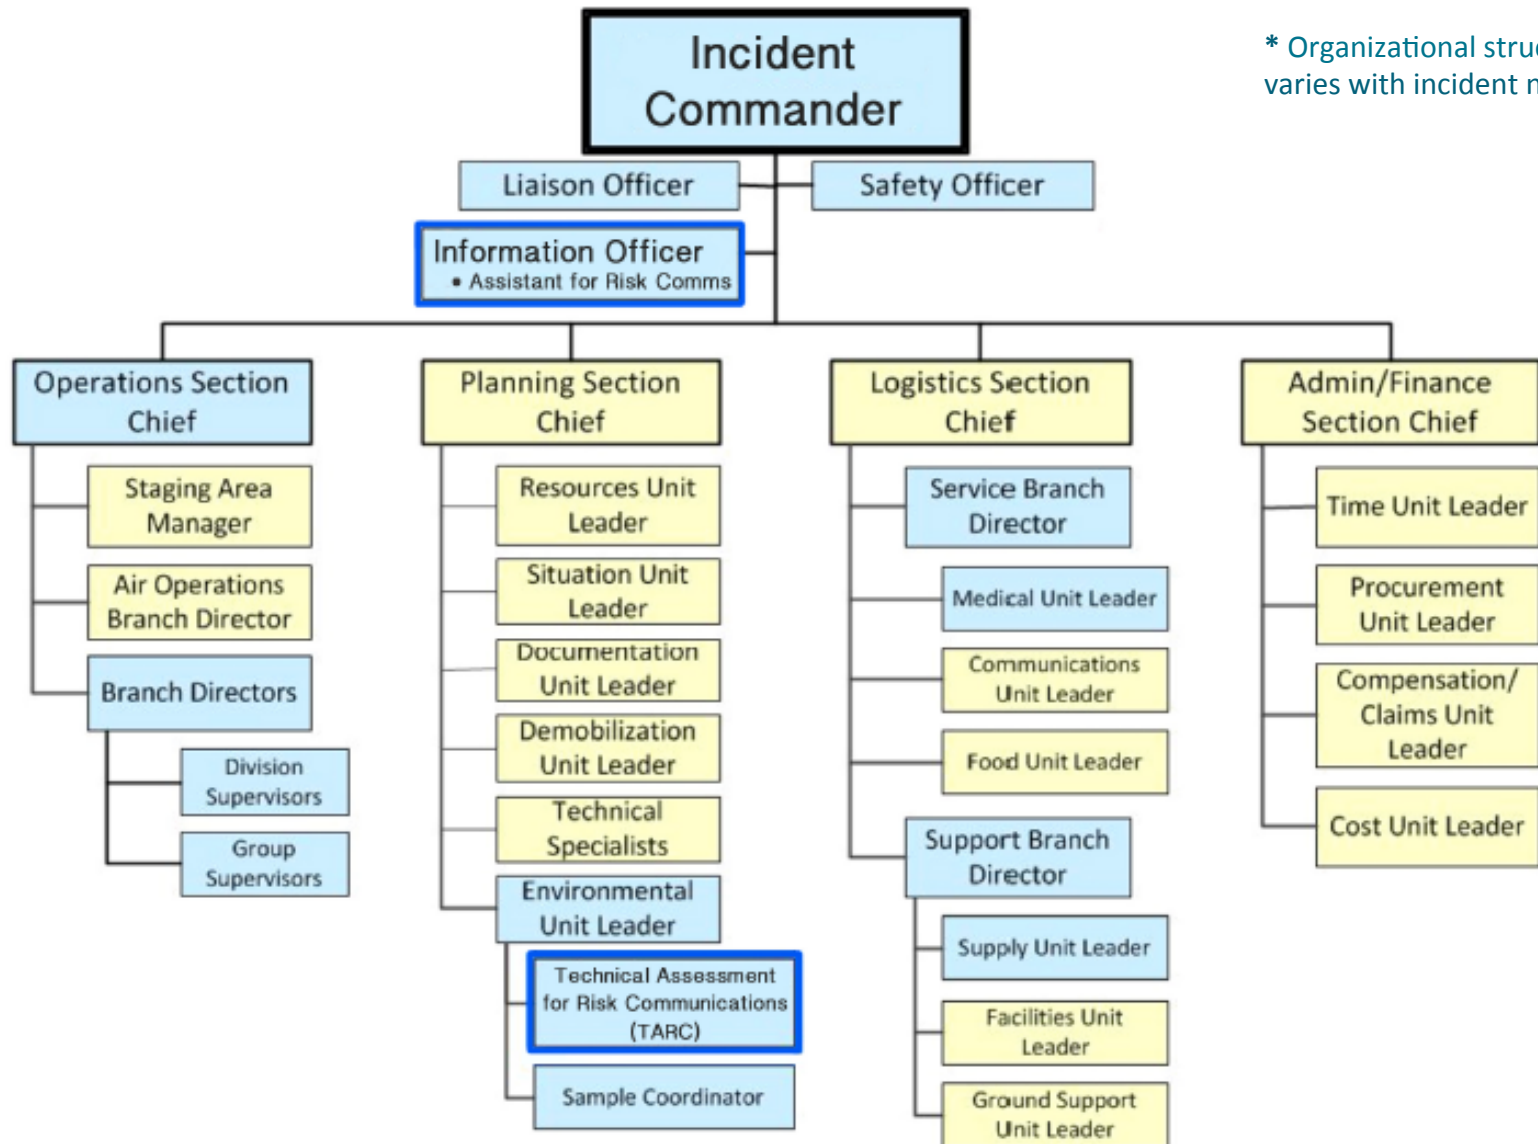 Incident
Commander
* Organizational
varies with incident
Liaison Officer
Safety Officer
Information Officer
• Assistant for Risk Comms
Operations Section
Chief
Staging Area
Manager
Air Operations
Branch Director
Branch Directors
Division
Supervisors
Group
Supervisors
Planning Section
Chief
Resources Unit
Leader
Situation Unit
Leader
Documentation
Unit Leader
Demobilization
Unit Leader
Technical
Specialists
Environmental
Unit Leader
Technical Assessment
for Risk Communications
(TARC)
Sample Coordinator
Logistics Section
Chief
Service Branch
Director
Medical Unit Leader
Communications
Unit Leader
Food Unit Leader
Support Branch
Director
Supply Unit Leader
Facilities Unit
Leader
Ground Support
Unit Leader
Admin/Finance
Section Chief
Time Unit Leader
Procurement
Unit Leader
Compensation/
Claims Unit
Leader
Cost Unit Leader